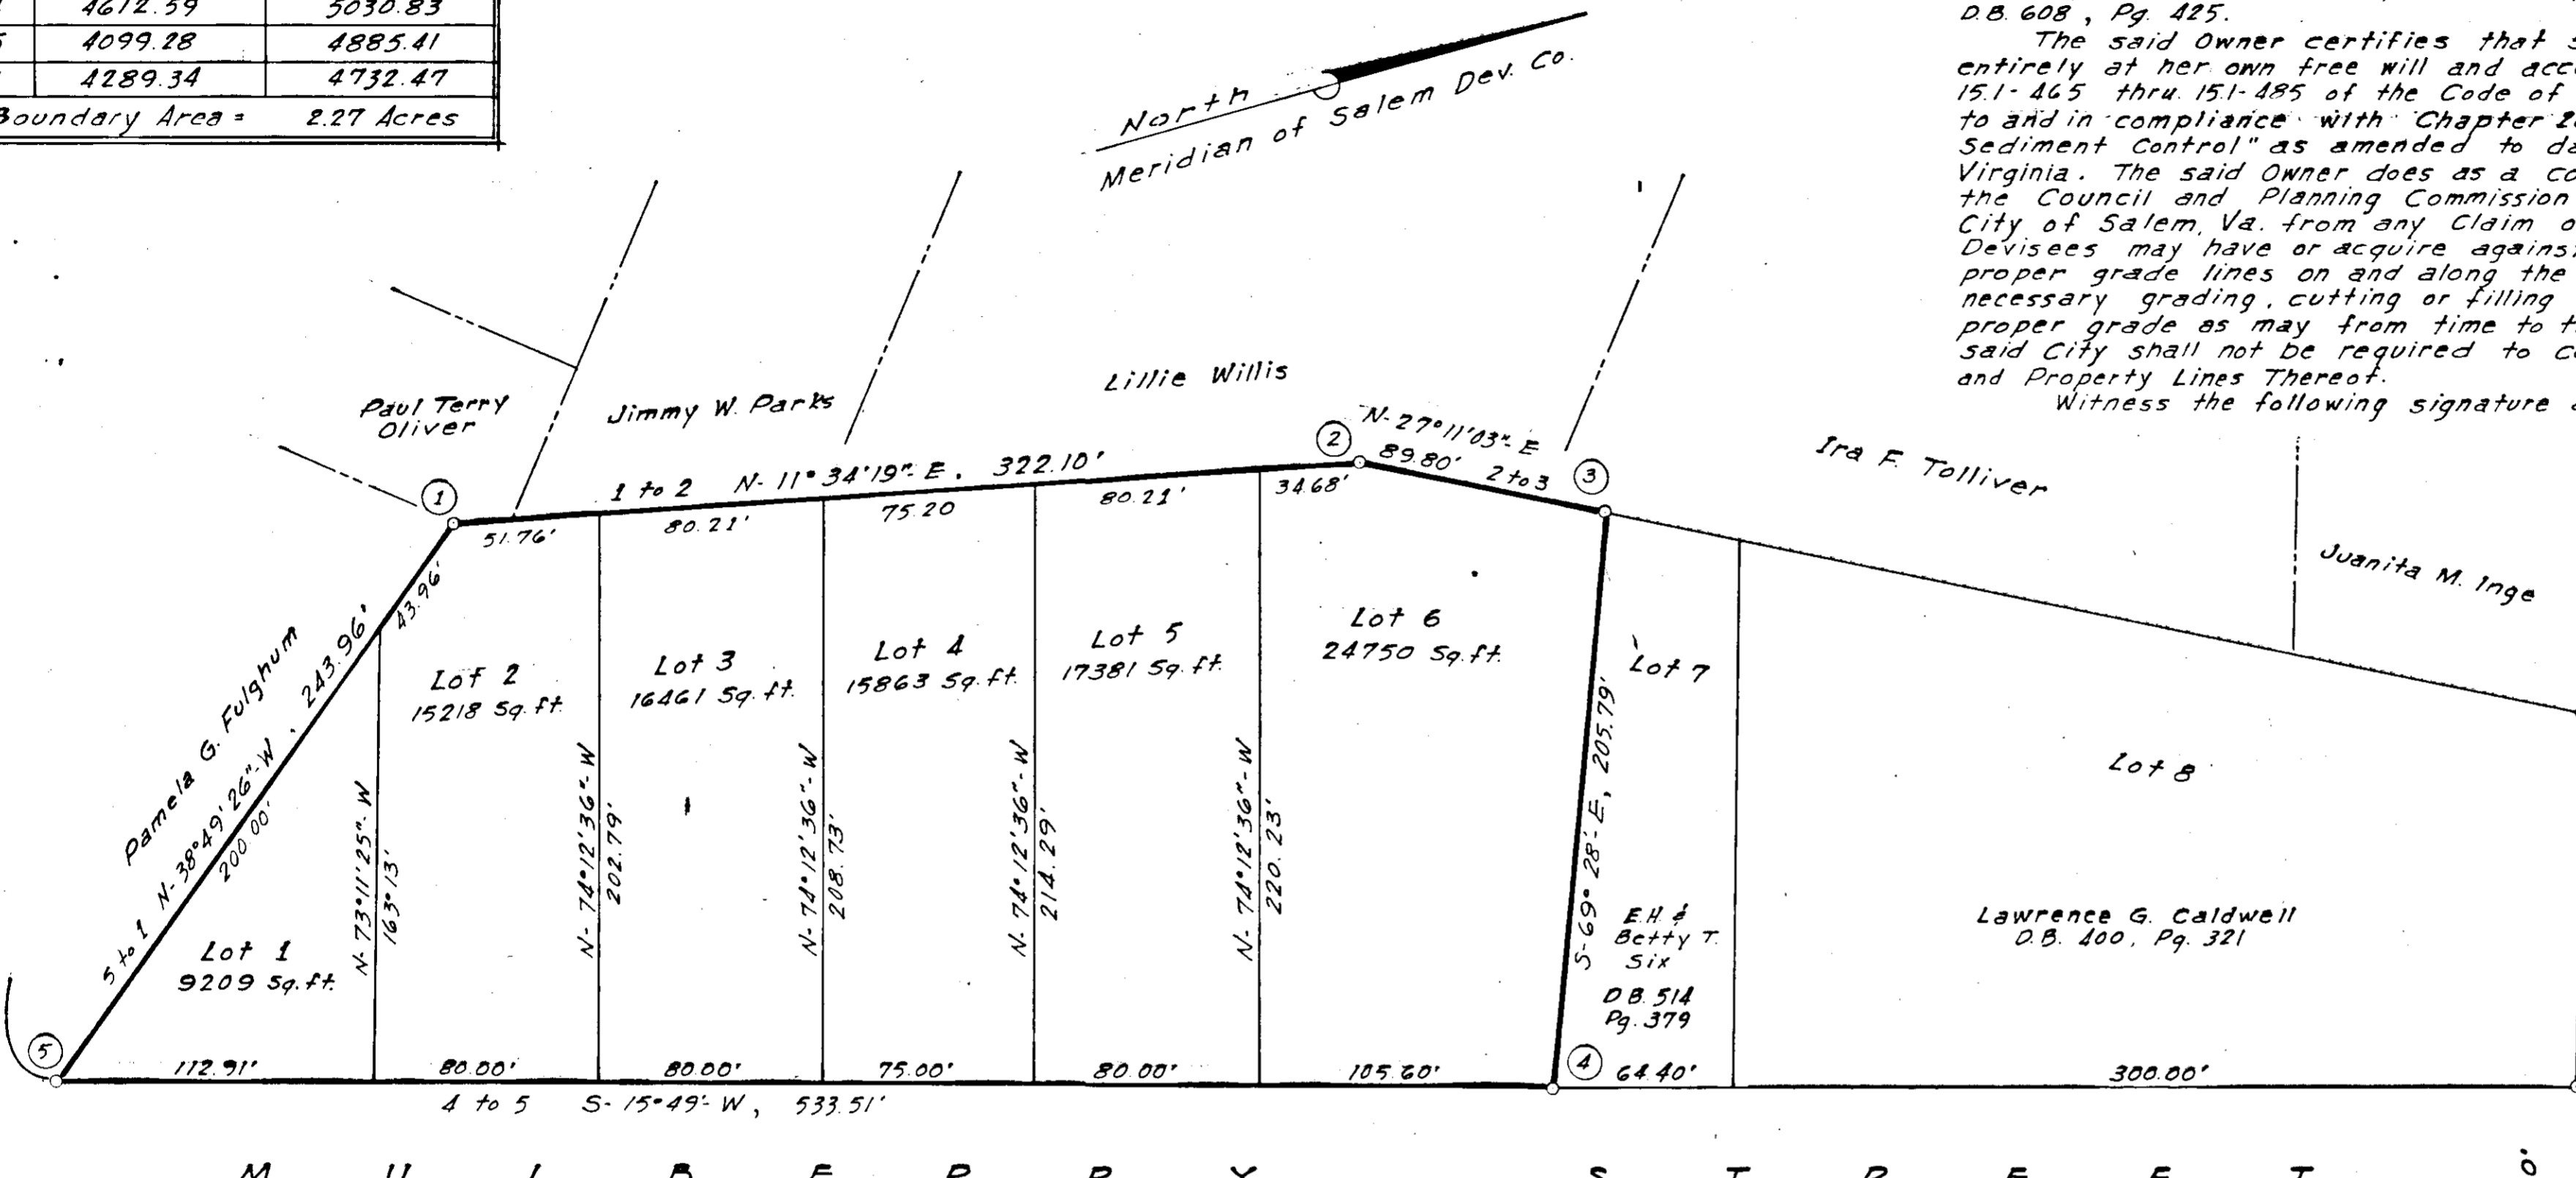 4612.59 5030.83
4099.28 4885.41
4289.34 4732.47
Boundary Area = 2.27 Acres
North
Meridian of Salem Dev. Co.
D.B. 608, Pg. 425.
The said Owner certifies that
entirely at her own free will and
15.1-465 thru 15.1-485 of the Code of
to and in compliance with Chapter
Sediment Control" as amended to
Virginia. The said Owner does as a
the Council and Planning Commission
City of Salem, Va. from any Claim
Devisees may have or acquire against
proper grade lines on and along the
necessary grading, cutting or filling
proper grade as may from time to
said City shall not be required to
and Property Lines Thereof.
Witness the following signature
Paul Terry
Oliver
Jimmy W. Parks
Lillie Willis
Ira F. Tolliver
Juanita M. Inge
1
1 to 2 N-11°34'19"-E, 322.10'
2
N-27°11'03"-E
89.80' 2 to 3
3
51.76'
80.21'
75.20
80.21'
34.68'
Pamela G. Fulghum
5 to 1 N-38°49'26"-W, 243.96'
43.96'
200.00'
Lot 1
9209 Sq.ft.
N-73°11'25"-W
163°13'
Lot 2
15218 Sq.ft.
N-74°12'36"-W
202.79'
Lot 3
16461 Sq.ft.
N-74°12'36"-W
208.73'
Lot 4
15863 Sq.ft.
N-74°12'36"-W
214.29'
Lot 5
17381 Sq.ft.
N-74°12'36"-W
220.23'
Lot 6
24750 Sq.ft.
S-69°28'-E, 205.79'
Lot 7
E.H. &
Betty T.
Six
D.B. 514
Pg. 379
Lot 8
Lawrence G. Caldwell
D.B. 400, Pg. 321
5
112.91'
80.00'
80.00'
75.00'
80.00'
105.60'
4
64.40'
300.00'
4 to 5 S-15°49'-W, 533.51'
MULBERRY STREET